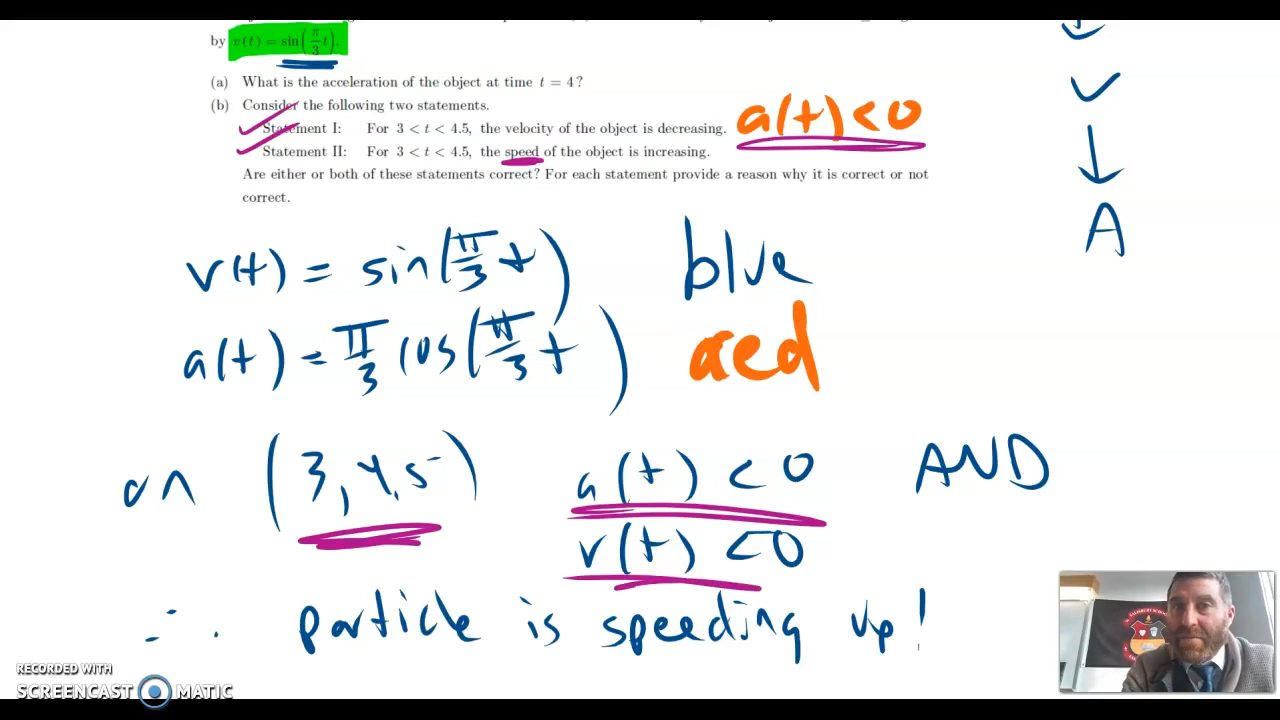 by v(t) = sin(π/3 t).
(a) What is the acceleration of the object at time t = 4?
(b) Consider the following two statements.
Statement I: For 3 < t < 4.5, the velocity of the object is decreasing.
a(t) < 0
Statement II: For 3 < t < 4.5, the speed of the object is increasing.
Are either or both of these statements correct? For each statement provide a reason why it is correct or not
correct.
V
A
v(t) = sin(π/3 t) blue
a(t) = π/3 cos(π/3 t) red
on (3, 4.5) a(t) < 0 AND
v(t) < 0
∴ particle is speeding up!
RECORDED WITH
SCREENCAST MATIC